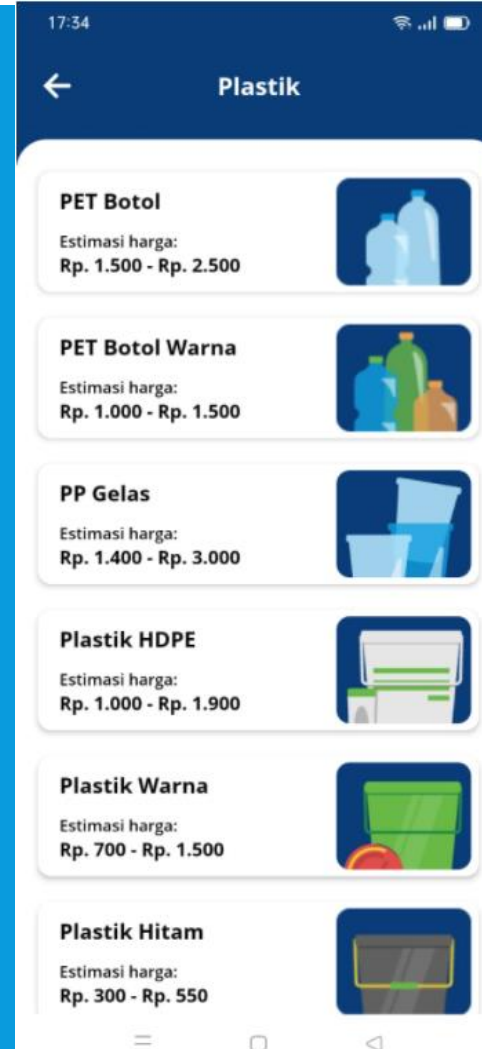 17:34
Plastik
PET Botol
Estimasi harga:
Rp. 1.500 - Rp. 2.500
PET Botol Warna
Estimasi harga:
Rp. 1.000 - Rp. 1.500
PP Gelas
Estimasi harga:
Rp. 1.400 - Rp. 3.000
Plastik HDPE
Estimasi harga:
Rp. 1.000 - Rp. 1.900
Plastik Warna
Estimasi harga:
Rp. 700 - Rp. 1.500
Plastik Hitam
Estimasi harga:
Rp. 300 - Rp. 550